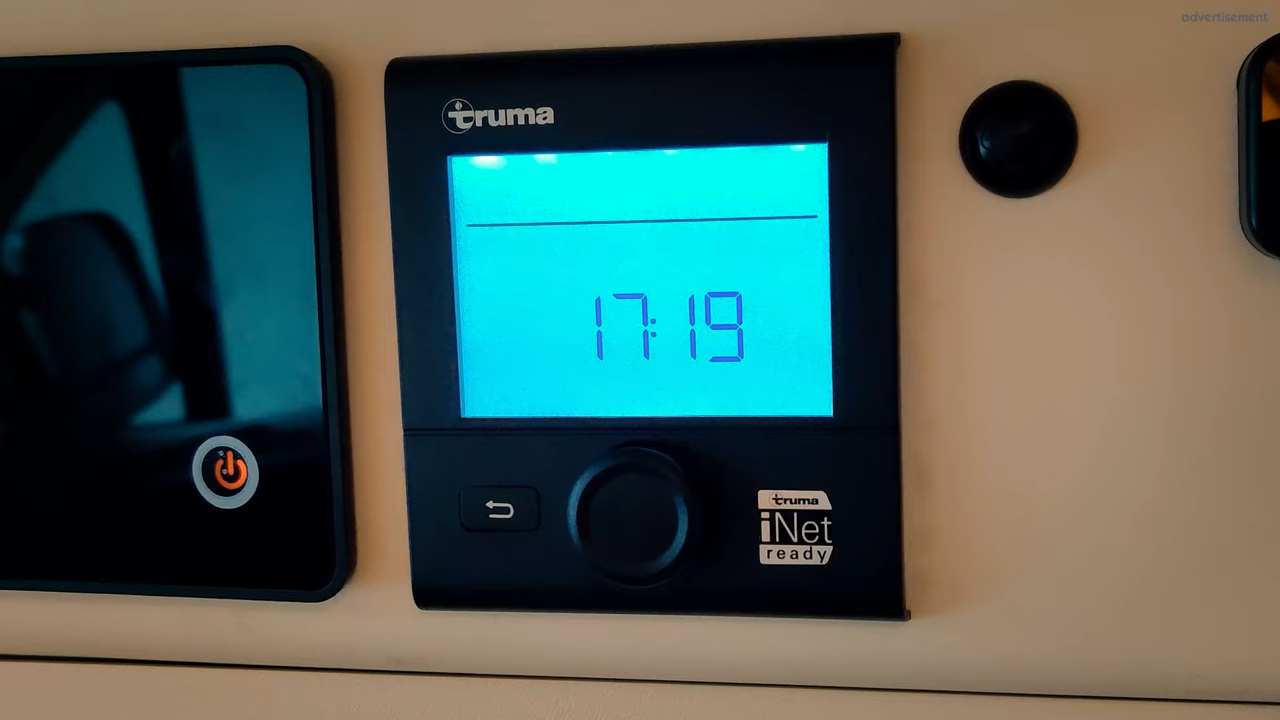 advertisement
truma
17:19
truma
iNet
ready